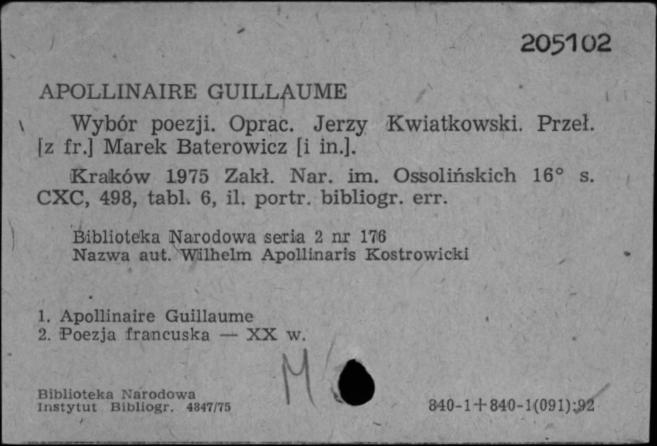 205102
APOLLINAIRE GUILLAUME
Wybór poezji. Oprac. Jerzy Kwiatkowski. Przeł.
[z fr.] Marek Baterowicz [i in.].
Kraków 1975 Zakł. Nar. im. Ossolińskich 16° s.
CXC, 498, tabl. 6, il. portr. bibliogr. err.
Biblioteka Narodowa seria 2 nr 176
Nazwa aut. Wilhelm Apollinaris Kostrowicki
1. Apollinaire Guillaume
2. Poezja francuska — XX w.
M
Biblioteka Narodowa
Instytut Bibliogr. 4847/75
840-1+840-1(091):92